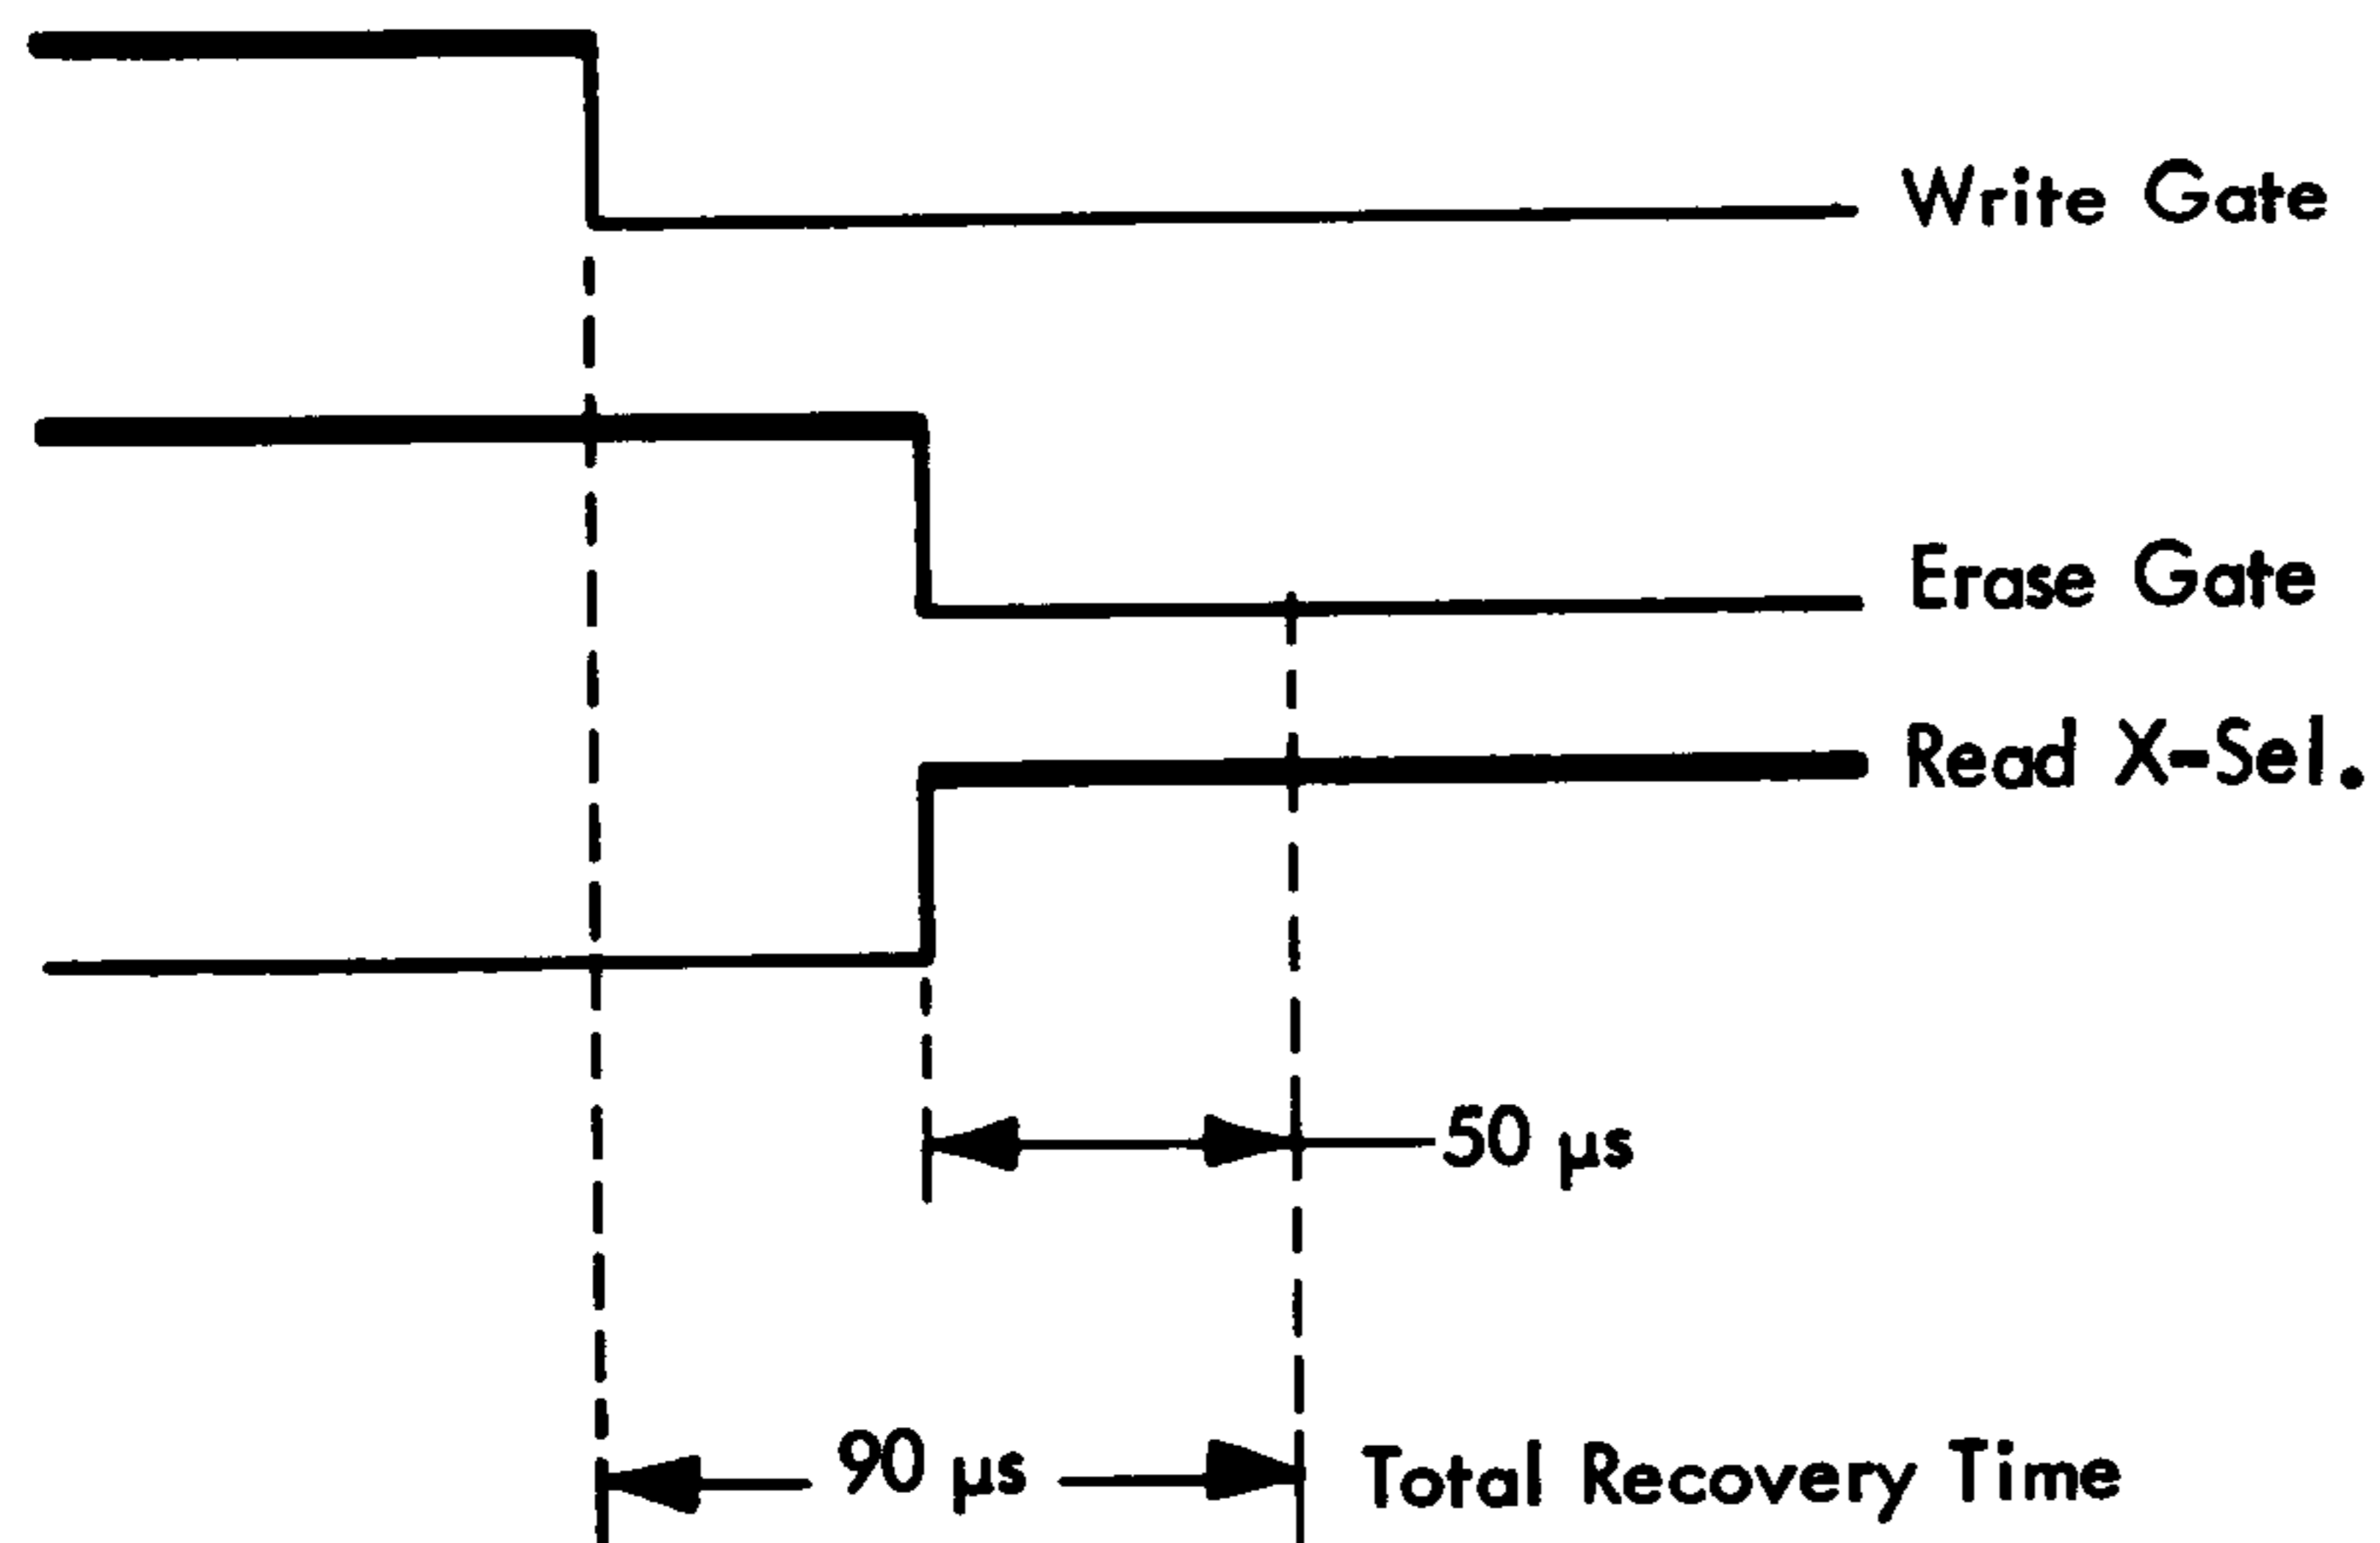 Write Gate
Erase Gate
Read X-Sel.
50 µs
90 µs
Total Recovery Time